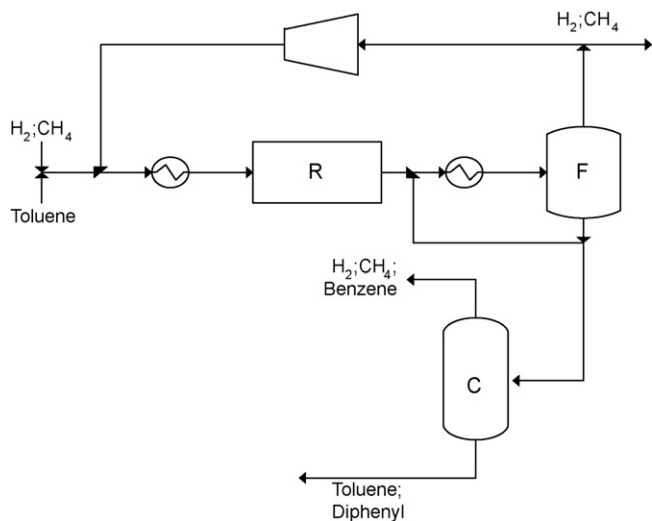 H₂;CH₄
H₂;CH₄
Toluene
R
F
H₂;CH₄;
Benzene
C
Toluene;
Diphenyl